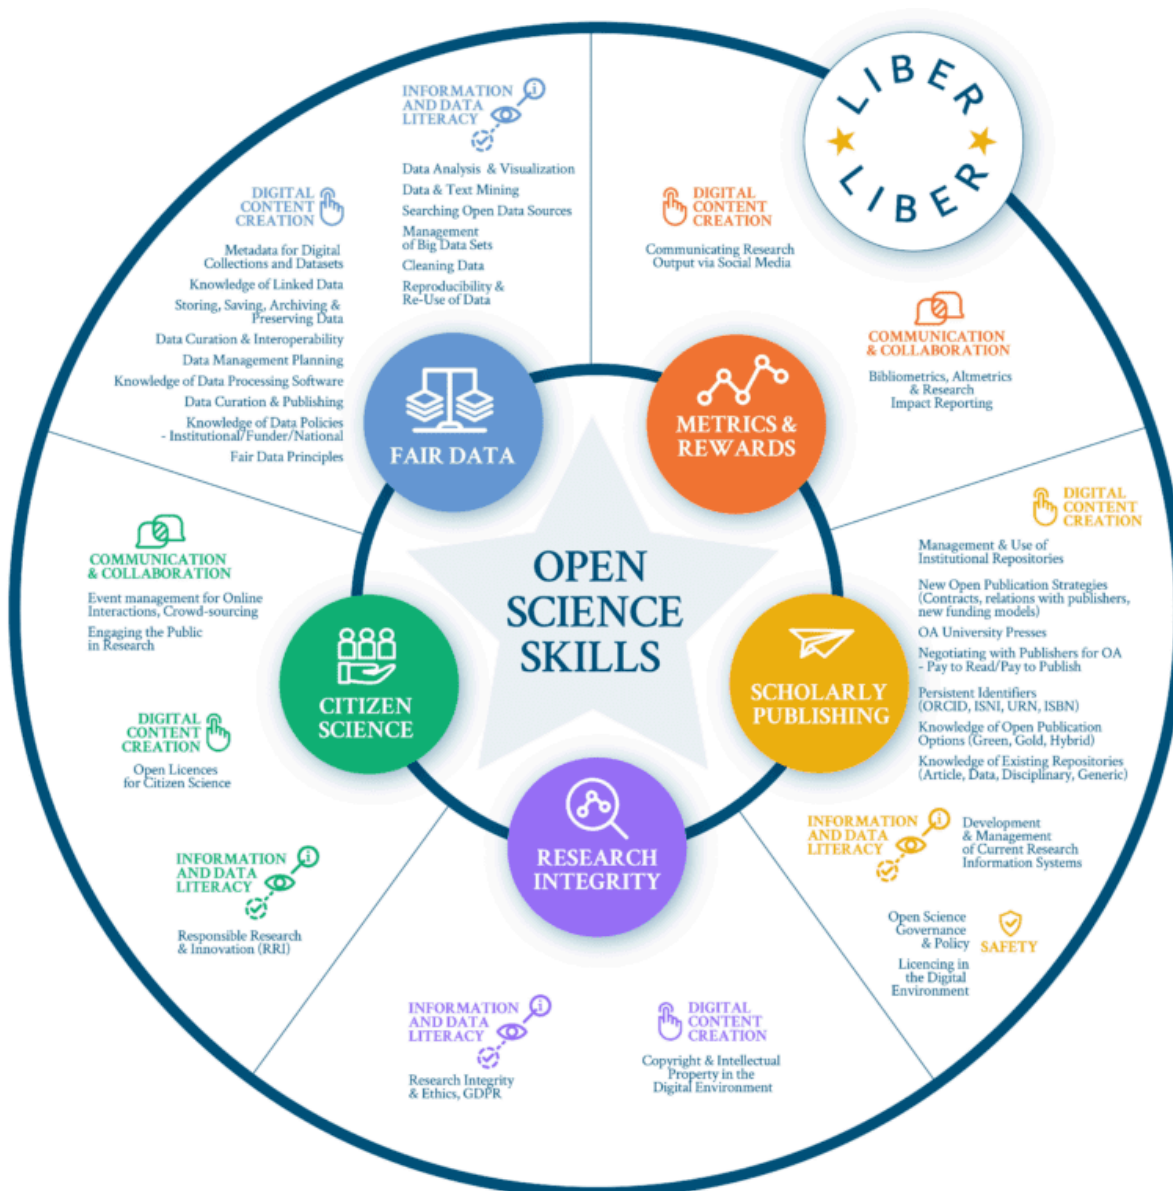 LIBER
LIBER
INFORMATION
AND DATA
LITERACY
Data Analysis & Visualization
Data & Text Mining
Searching Open Data Sources
Management
of Big Data Sets
Cleaning Data
Reproducibility &
Re-Use of Data
DIGITAL
CONTENT
CREATION
Metadata for Digital
Collections and Datasets
Knowledge of Linked Data
Storing, Saving, Archiving &
Preserving Data
Data Curation & Interoperability
Data Management Planning
Knowledge of Data Processing Software
Data Curation & Publishing
Knowledge of Data Policies
- Institutional/Funder/National
Fair Data Principles
FAIR DATA
DIGITAL
CONTENT
CREATION
Communicating Research
Output via Social Media
COMMUNICATION
& COLLABORATION
Bibliometrics, Altmetrics
& Research
Impact Reporting
METRICS &
REWARDS
OPEN
SCIENCE
SKILLS
DIGITAL
CONTENT
CREATION
Management & Use of
Institutional Repositories
New Open Publication Strategies
(Contracts, relations with publishers,
new funding models)
OA University Presses
Negotiating with Publishers for OA
- Pay to Read/Pay to Publish
Persistent Identifiers
(ORCID, ISNI, URN, ISBN)
Knowledge of Open Publication
Options (Green, Gold, Hybrid)
Knowledge of Existing Repositories
(Article, Data, Disciplinary, Generic)
SCHOLARLY
PUBLISHING
INFORMATION
AND DATA
LITERACY
Development
& Management
of Current Research
Information Systems
Open Science
Governance
& Policy
Licencing in
the Digital
Environment
SAFETY
RESEARCH
INTEGRITY
INFORMATION
AND DATA
LITERACY
Research Integrity
& Ethics, GDPR
DIGITAL
CONTENT
CREATION
Copyright & Intellectual
Property in the
Digital Environment
CITIZEN
SCIENCE
COMMUNICATION
& COLLABORATION
Event management for Online
Interactions, Crowd-sourcing
Engaging the Public
in Research
DIGITAL
CONTENT
CREATION
Open Licences
for Citizen Science
INFORMATION
AND DATA
LITERACY
Responsible Research
& Innovation (RRI)